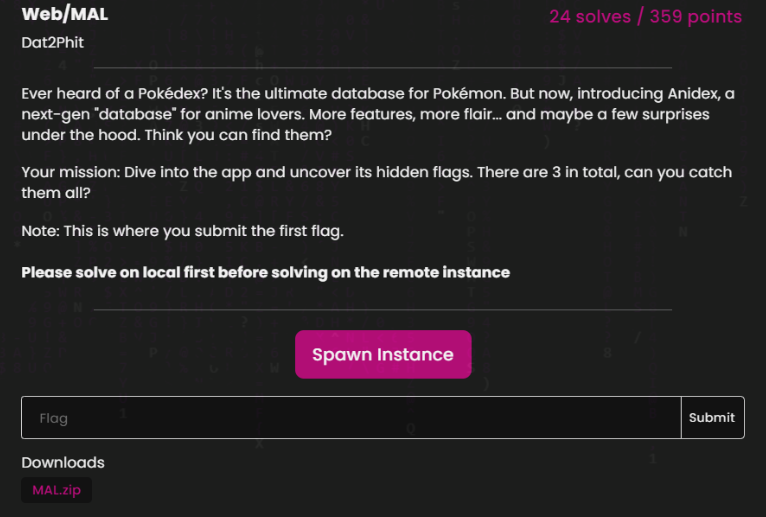 Web/MAL
24 solves / 359 points
Dat2Phit
Ever heard of a Pokédex? It's the ultimate database for Pokémon. But now, introducing Anidex, a
next-gen "database" for anime lovers. More features, more flair... and maybe a few surprises
under the hood. Think you can find them?
Your mission: Dive into the app and uncover its hidden flags. There are 3 in total, can you catch
them all?
Note: This is where you submit the first flag.
Please solve on local first before solving on the remote instance
Spawn Instance
Flag
Submit
Downloads
MAL.zip